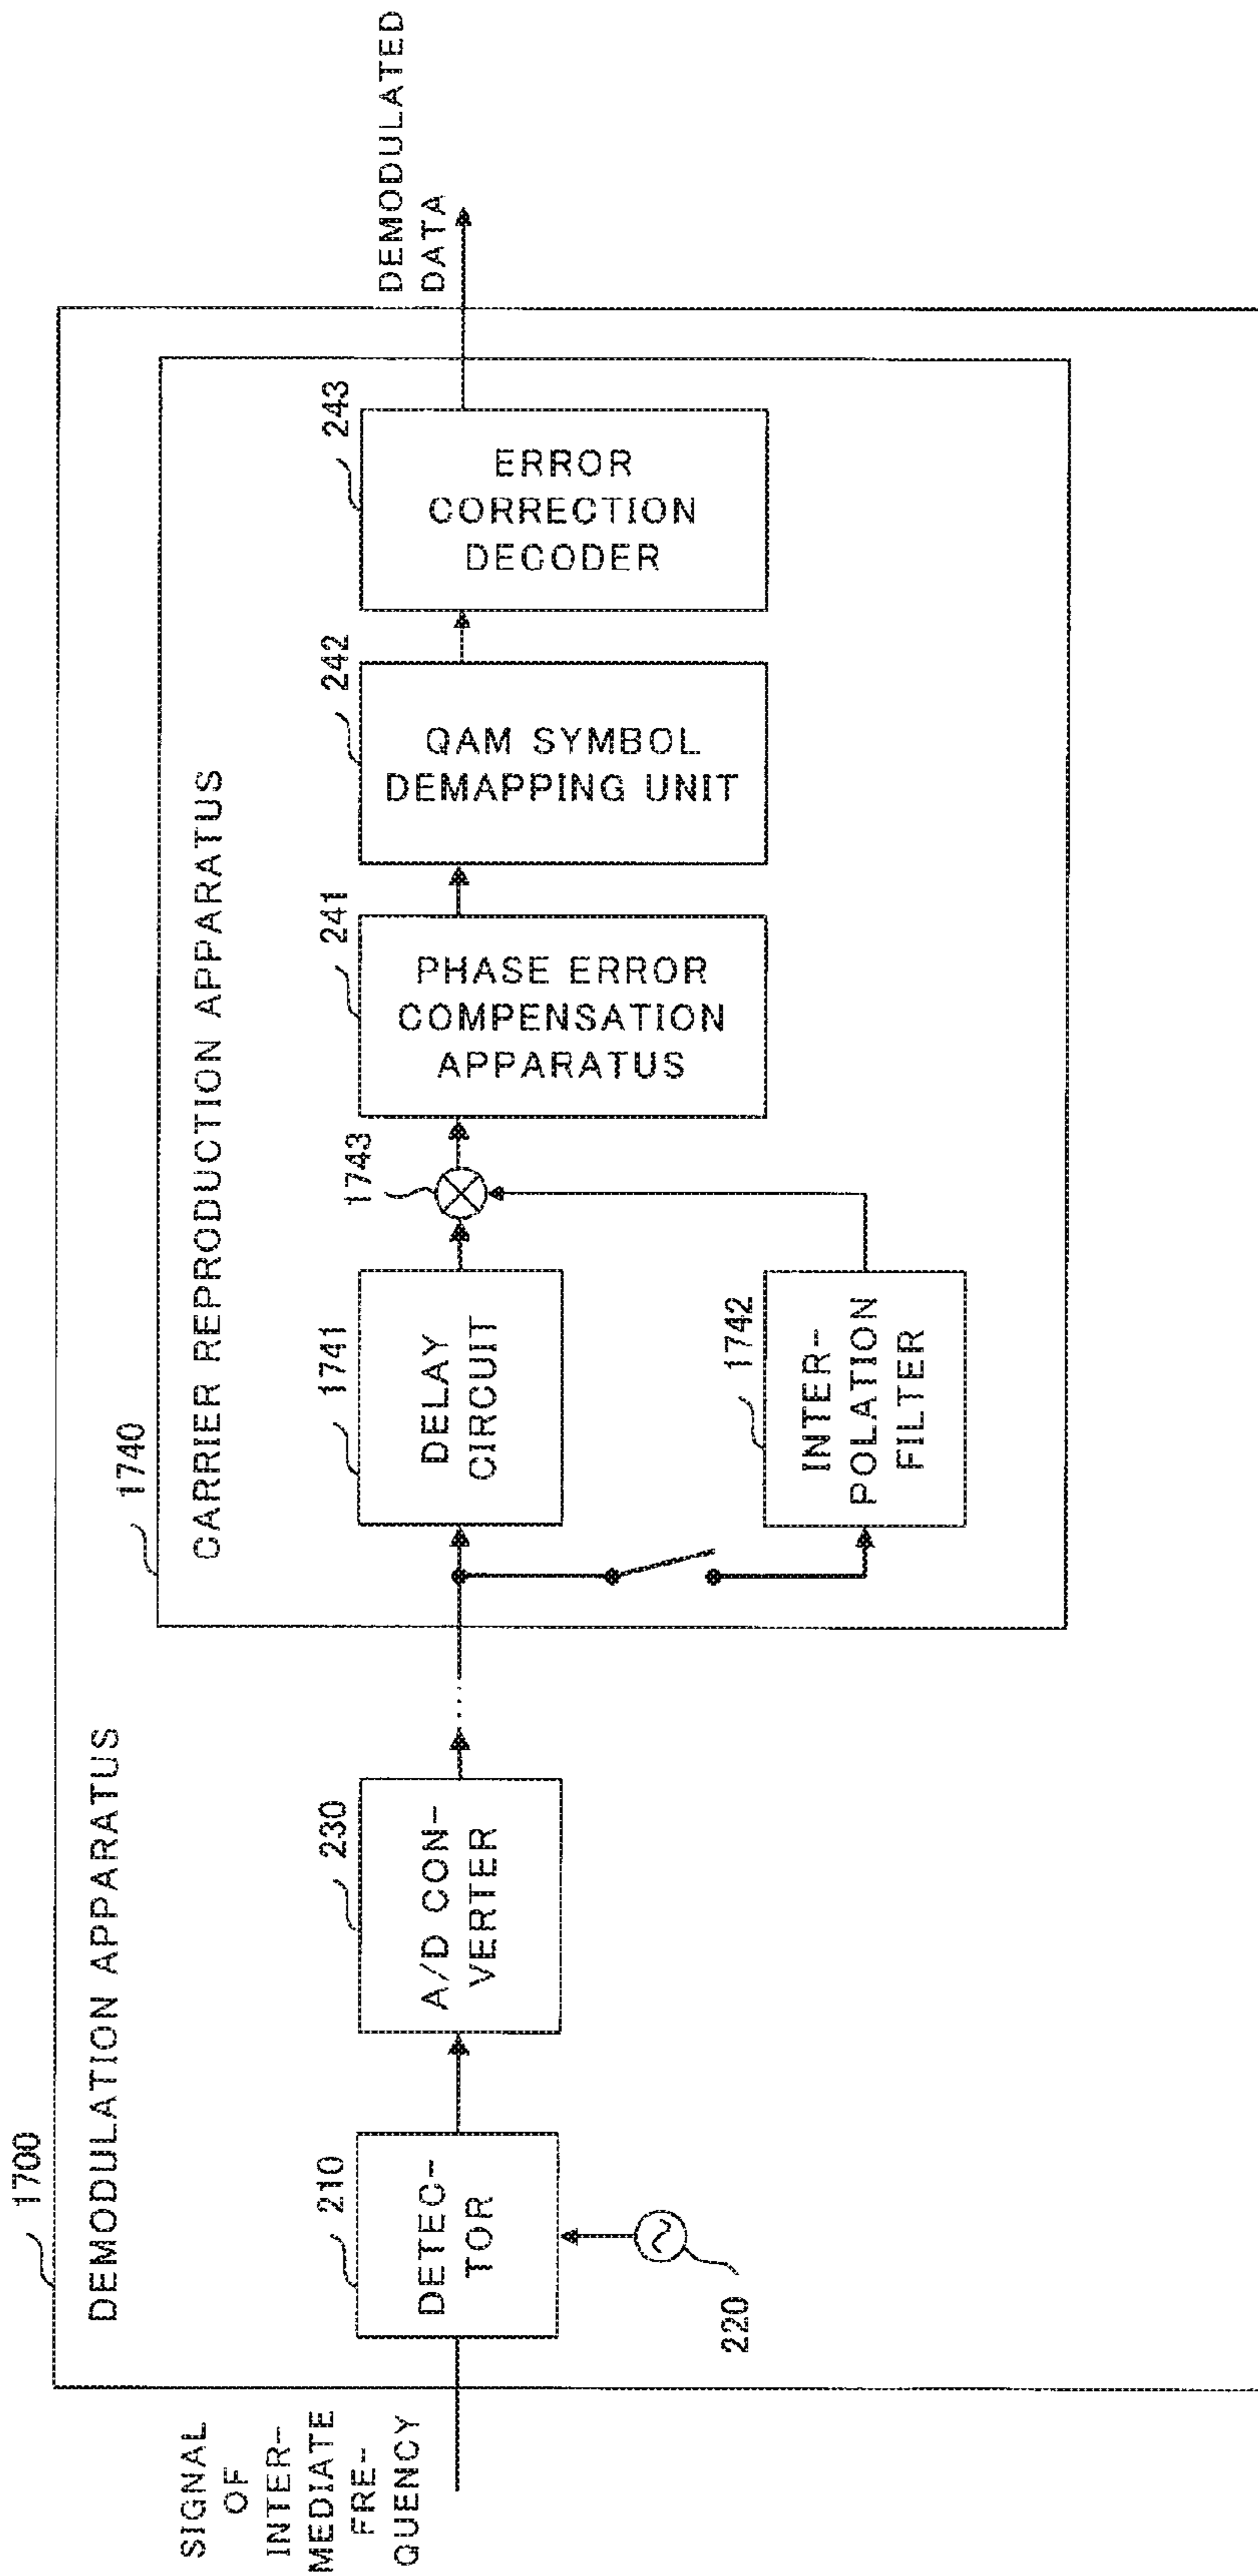 1700
DEMODULATION APPARATUS
1740
CARRIER REPRODUCTION APPARATUS
SIGNAL
OF
INTER-
MEDIATE
FRE-
QUENCY
210
DETEC-
TOR
220
230
A/D CON-
VERTER
...
1741
DELAY
CIRCUIT
1742
INTER-
POLATION
FILTER
1743
241
PHASE ERROR
COMPENSATION
APPARATUS
242
QAM SYMBOL
DEMAPPING UNIT
243
ERROR
CORRECTION
DECODER
DEMODULATED
DATA